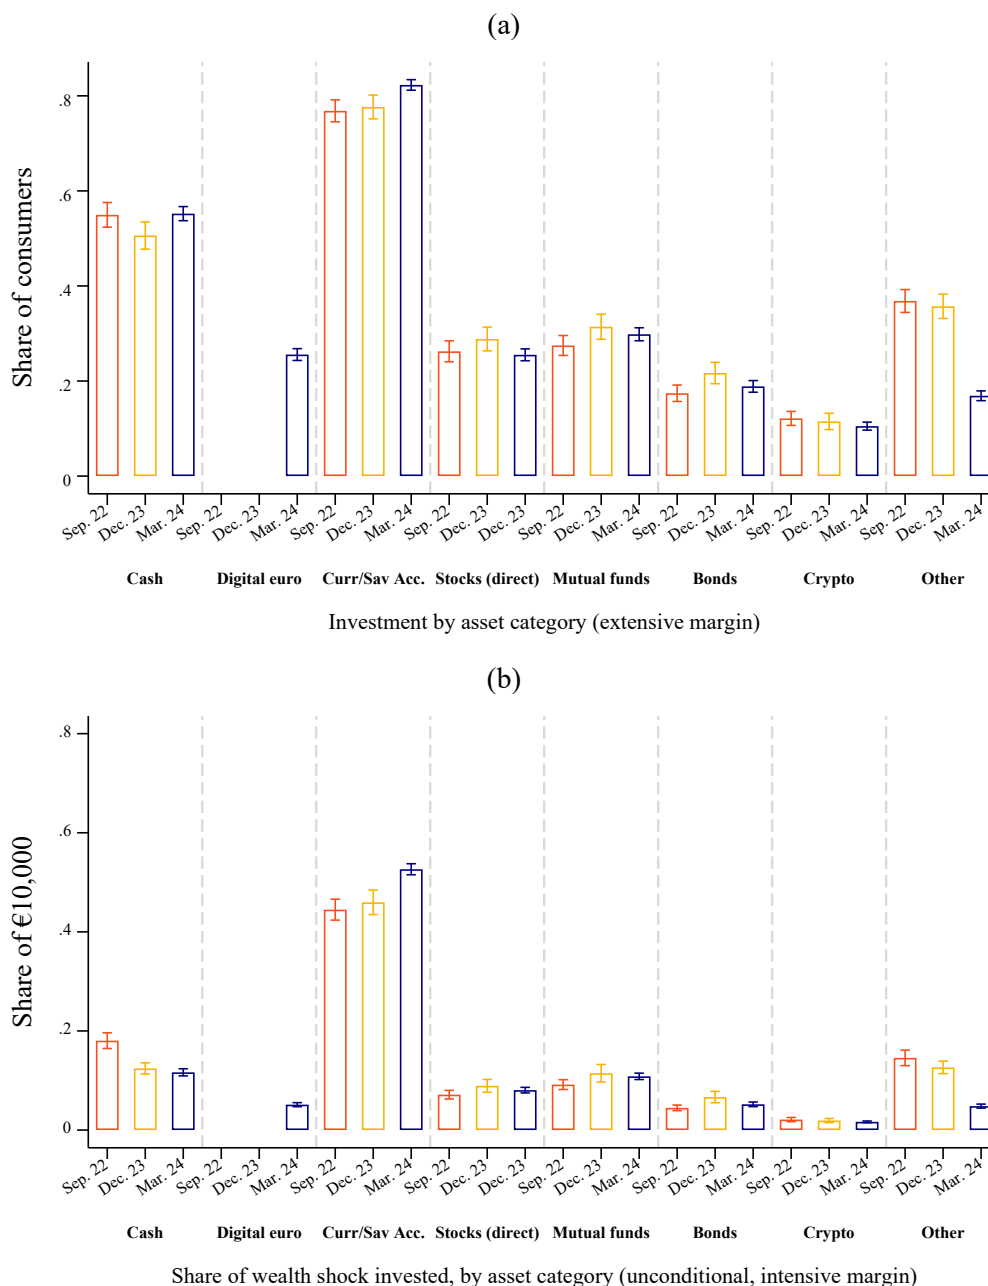 (a)
Share of consumers
.8
.6
.4
.2
0
Sep. 22 Dec. 23 Mar. 24 Sep. 22 Dec. 23 Mar. 24 Sep. 22 Dec. 23 Mar. 24 Sep. 22 Dec. 23 Mar. 24 Sep. 22 Dec. 23 Mar. 24 Sep. 22 Dec. 23 Mar. 24 Sep. 22 Dec. 23 Mar. 24 Sep. 22 Dec. 23 Mar. 24
Cash Digital euro Curr/Sav Acc. Stocks (direct) Mutual funds Bonds Crypto Other
Investment by asset category (extensive margin)
(b)
Share of €10,000
.8
.6
.4
.2
0
Sep. 22 Dec. 23 Mar. 24 Sep. 22 Dec. 23 Mar. 24 Sep. 22 Dec. 23 Mar. 24 Sep. 22 Dec. 23 Mar. 24 Sep. 22 Dec. 23 Mar. 24 Sep. 22 Dec. 23 Mar. 24 Sep. 22 Dec. 23 Mar. 24 Sep. 22 Dec. 23 Mar. 24
Cash Digital euro Curr/Sav Acc. Stocks (direct) Mutual funds Bonds Crypto Other
Share of wealth shock invested, by asset category (unconditional, intensive margin)